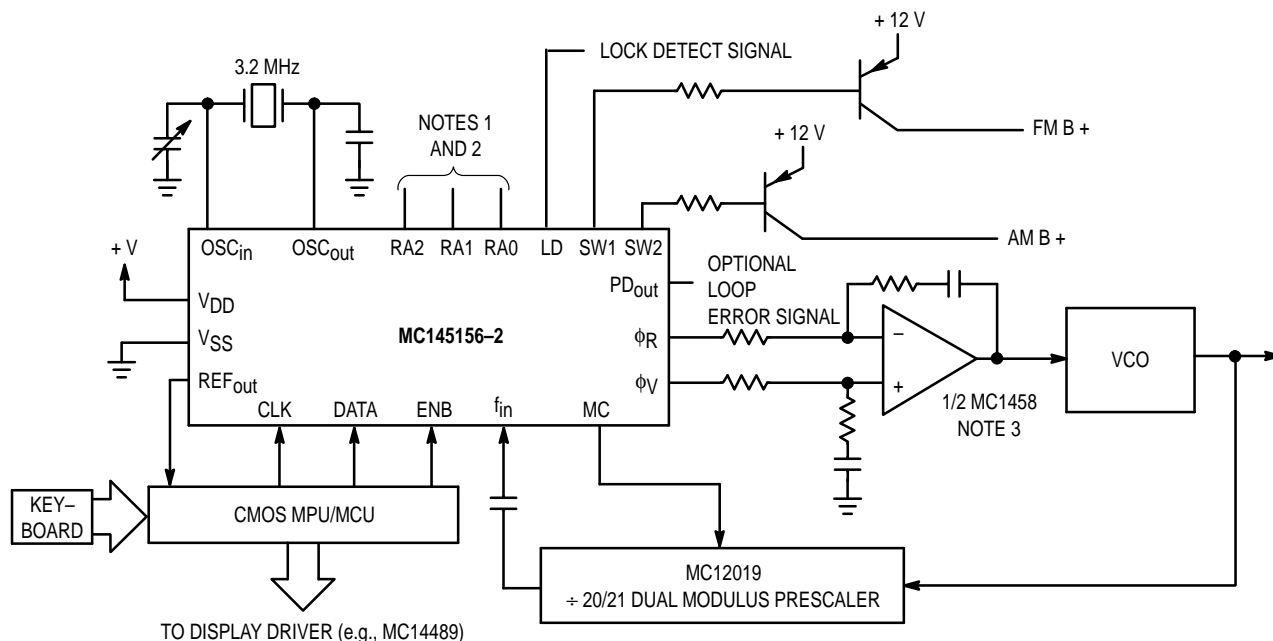 + 12 V
LOCK DETECT SIGNAL
3.2 MHz
NOTES 1
AND 2
FM B +
+ 12 V
AM B +
+ V
OSCin
OSCout
RA2
RA1
RA0
LD
SW1
SW2
VDD
VSS
REFout
MC145156–2
PDout
ϕR
ϕV
OPTIONAL
LOOP
ERROR SIGNAL
–
+
1/2 MC1458
NOTE 3
VCO
CLK
DATA
ENB
fin
MC
KEY–
BOARD
CMOS MPU/MCU
MC12019
÷ 20/21 DUAL MODULUS PRESCALER
TO DISPLAY DRIVER (e.g., MC14489)